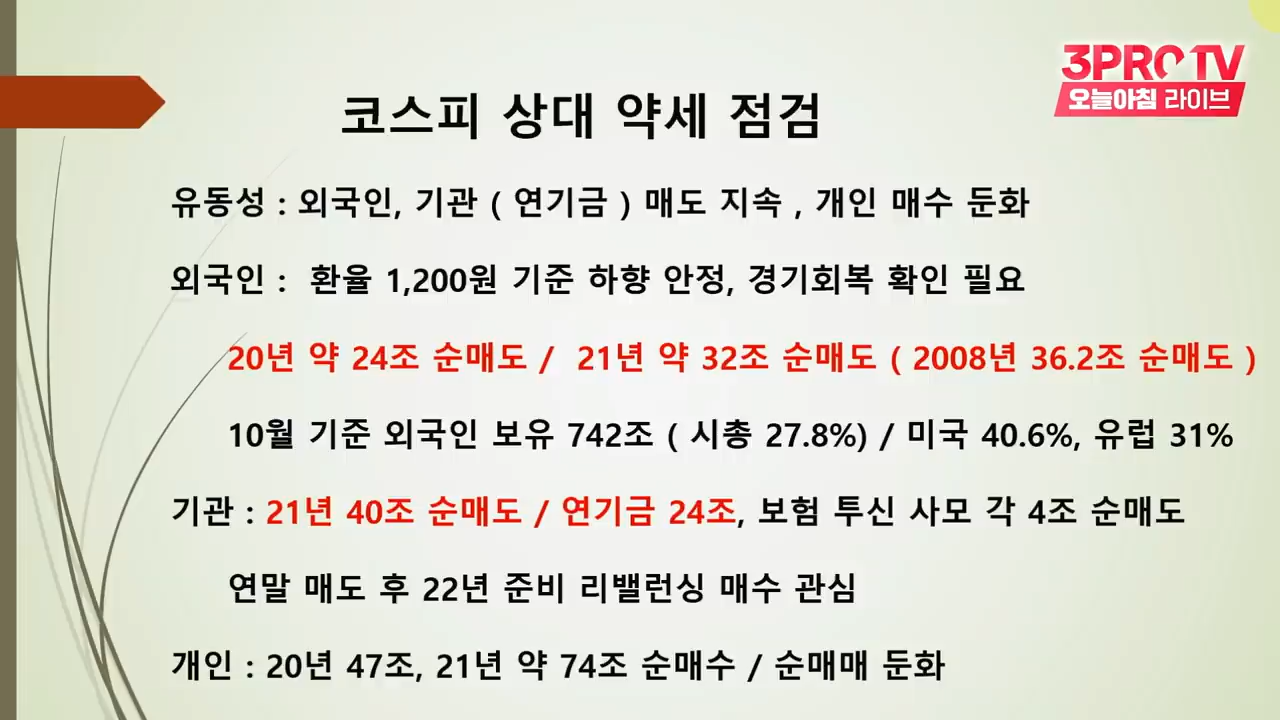 3PRO TV
오늘아침 라이브
코스피 상대 약세 점검
유동성 : 외국인, 기관 ( 연기금 ) 매도 지속 , 개인 매수 둔화
외국인 : 환율 1,200원 기준 하향 안정, 경기회복 확인 필요
20년 약 24조 순매도 / 21년 약 32조 순매도 ( 2008년 36.2조 순매도 )
10월 기준 외국인 보유 742조 ( 시총 27.8%) / 미국 40.6%, 유럽 31%
기관 : 21년 40조 순매도 / 연기금 24조, 보험 투신 사모 각 4조 순매도
연말 매도 후 22년 준비 리밸런싱 매수 관심
개인 : 20년 47조, 21년 약 74조 순매수 / 순매매 둔화